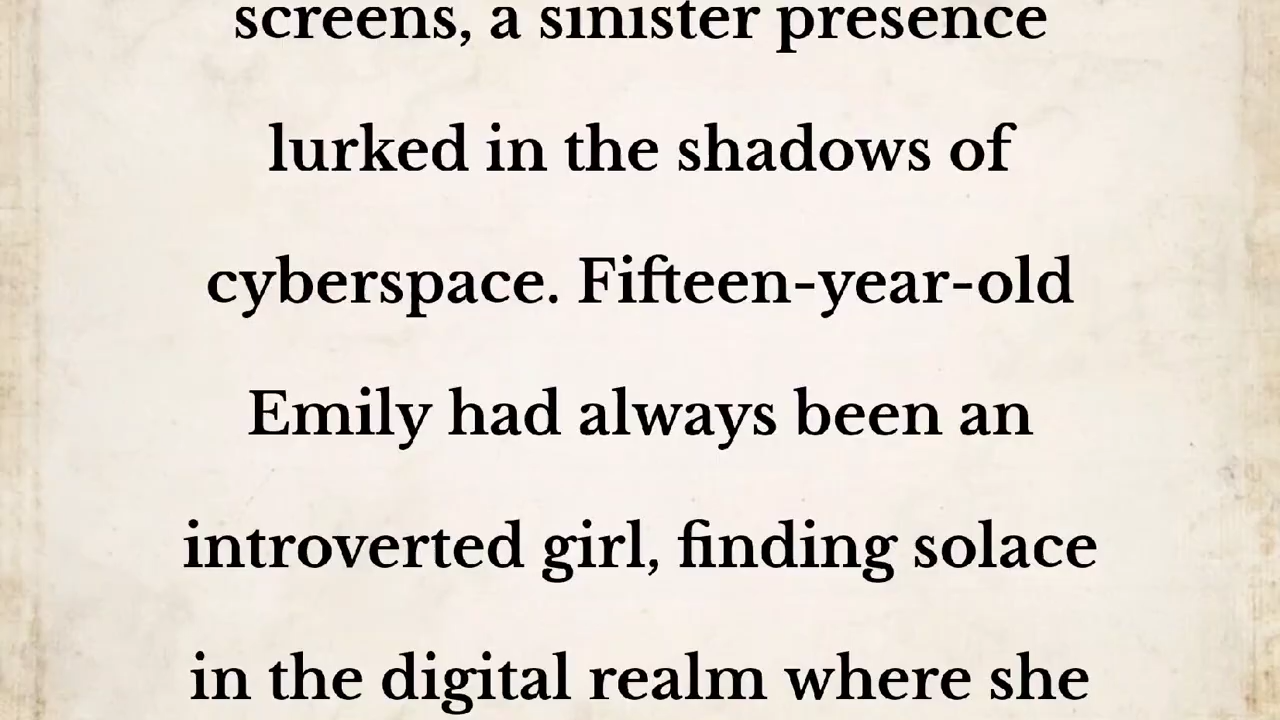 screens, a sinister presence
lurked in the shadows of
cyberspace. Fifteen-year-old
Emily had always been an
introverted girl, finding solace
in the digital realm where she